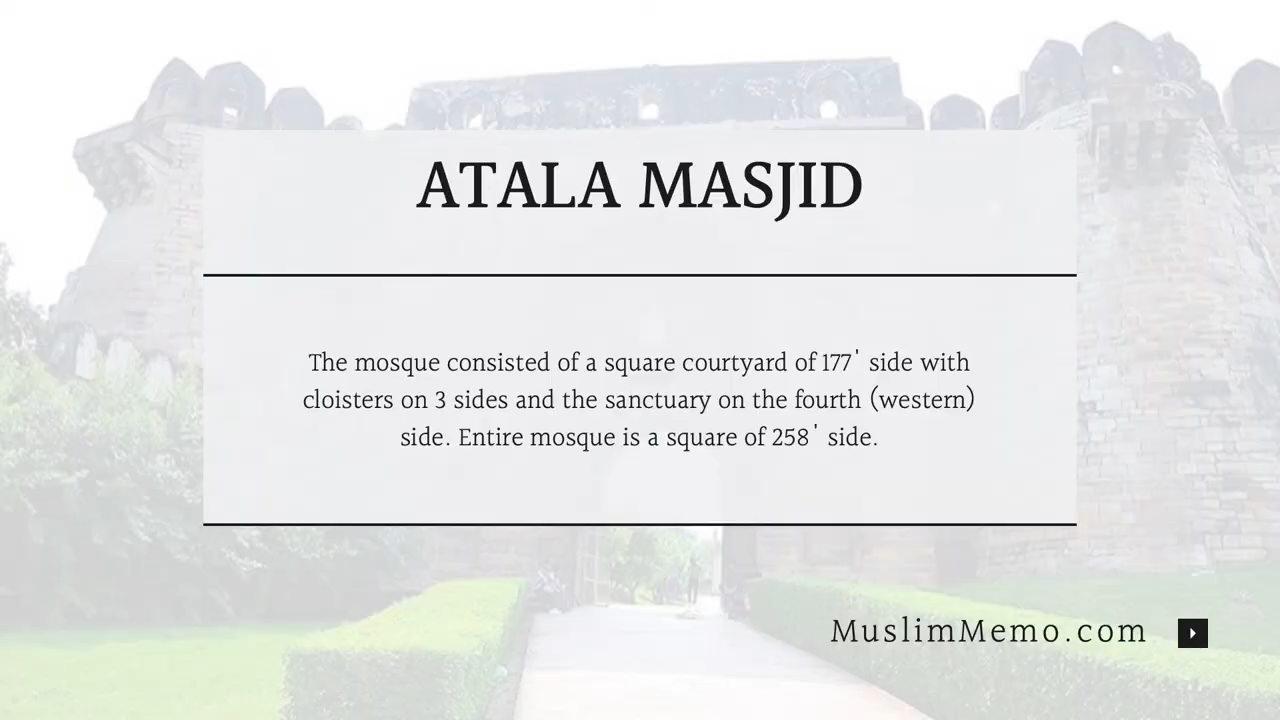 ATALA MASJID
The mosque consisted of a square courtyard of 177' side with
cloisters on 3 sides and the sanctuary on the fourth (western)
side. Entire mosque is a square of 258' side.
MuslimMemo.com